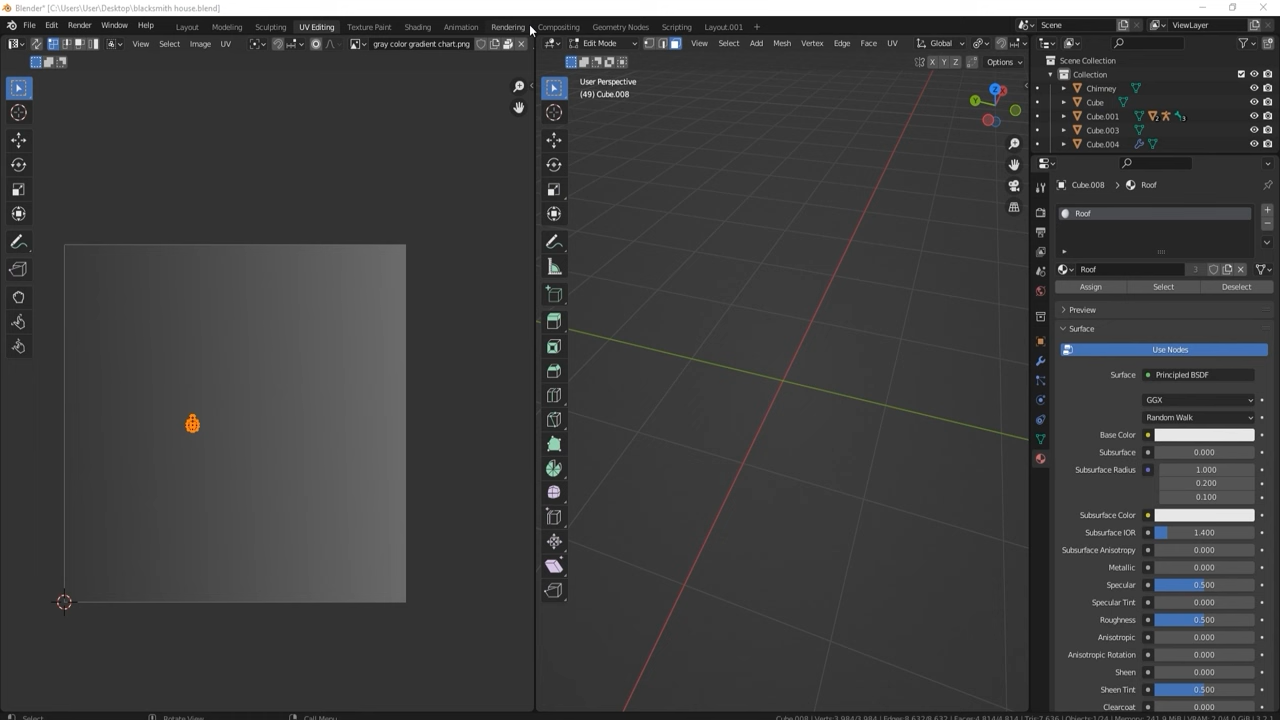 Blender* [C:\Users\User\Desktop\blacksmith house.blend]
File Edit Render Window Help Layout Modeling Sculpting UV Editing Texture Paint Shading Animation Rendering Compositing Geometry Nodes Scripting Layout.001 + Scene ViewLayer
View Select Image UV gray color gradient chart.png Edit Mode View Select Add Mesh Vertex Edge Face UV Global
X Y Z Options
User Perspective
(49) Cube.008
Z
Y
Scene Collection
Collection
Chimney
Cube
Cube.001
Cube.003
Cube.004
Cube.008 > Roof
Roof
Roof 3
Assign Select Deselect
Preview
Surface
Use Nodes
Surface Principled BSDF
GGX
Random Walk
Base Color
Subsurface 0.000
Subsurface Radius 1.000
0.200
0.100
Subsurface Color
Subsurface IOR 1.400
Subsurface Anisotropy 0.000
Metallic 0.000
Specular 0.500
Specular Tint 0.000
Roughness 0.500
Anisotropic 0.000
Anisotropic Rotation 0.000
Sheen 0.000
Sheen Tint 0.500
Clearcoat 0.000
Select Rotate View Call Menu